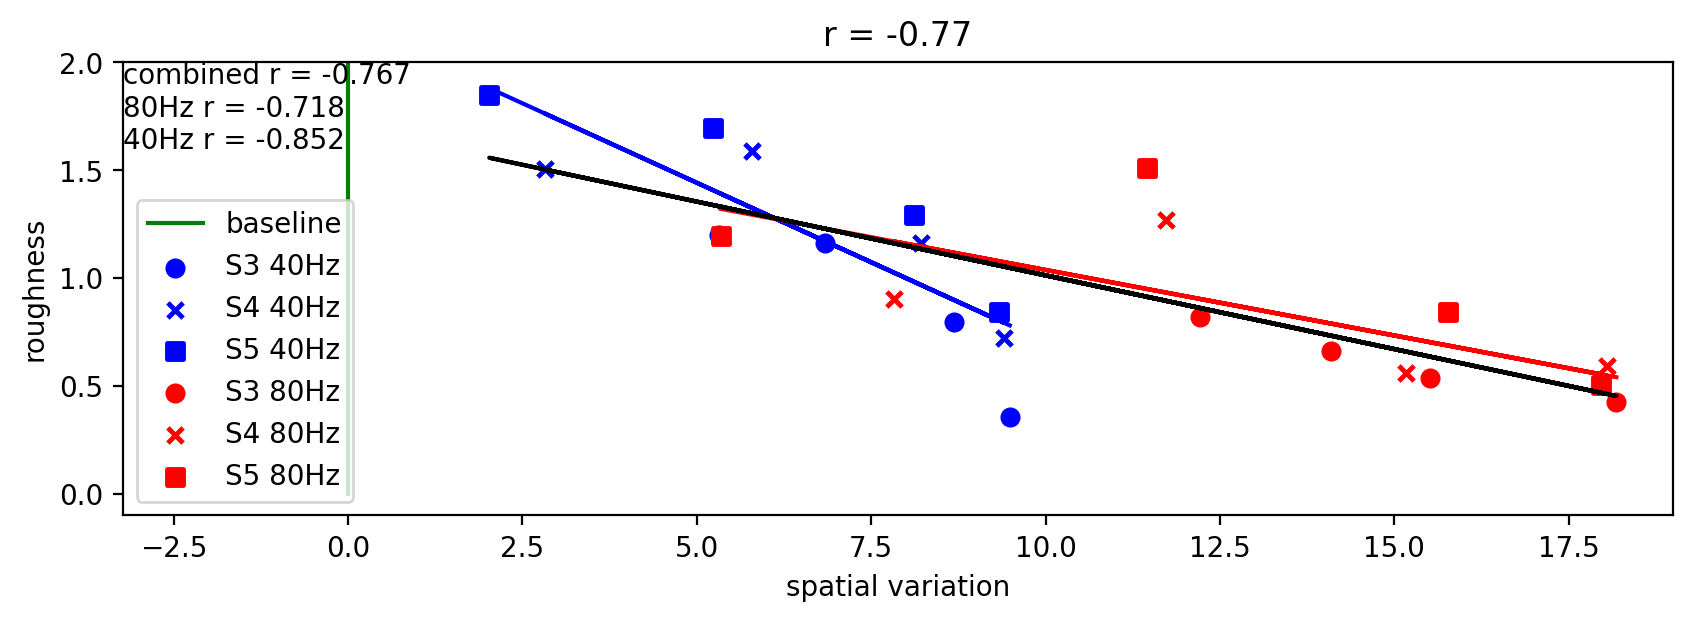 r = -0.77
combined r = -0.767
80Hz r = -0.718
40Hz r = -0.852
baseline
S3 40Hz
S4 40Hz
S5 40Hz
S3 80Hz
S4 80Hz
S5 80Hz
roughness
2.0
1.5
1.0
0.5
0.0
−2.5 0.0 2.5 5.0 7.5 10.0 12.5 15.0 17.5
spatial variation